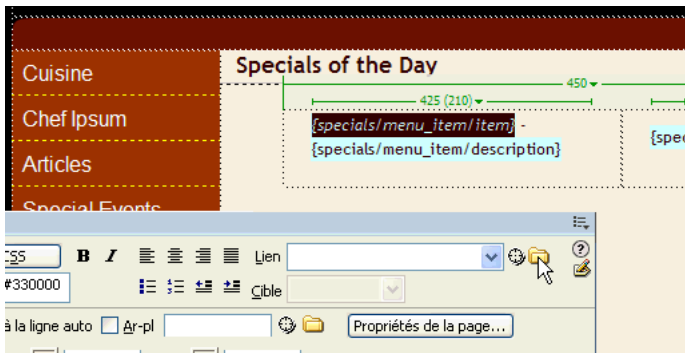 Cuisine
Specials of the Day
450
425 (210)
Chef Ipsum
{specials/menu_item/item} -
{specials/menu_item/description}
{spec
Articles
Special Events
CSS
B I
Lien
#330000
Cible
à la ligne auto
Ar-pl
Propriétés de la page...